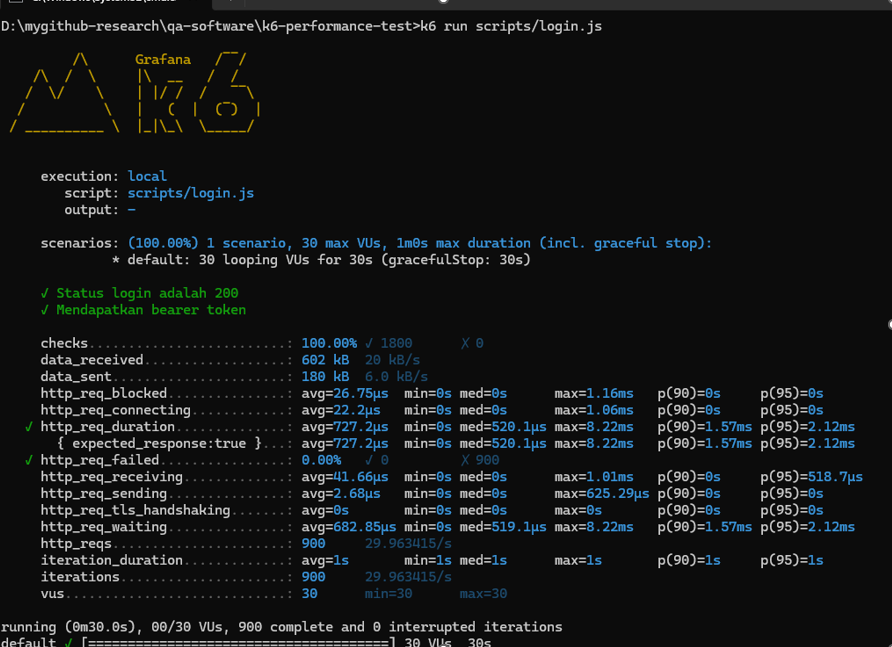 D:\mygithub-research\qa-software\k6-performance-test>k6 run scripts/login.js
Grafana
k6
execution: local
script: scripts/login.js
output: -
scenarios: (100.00%) 1 scenario, 30 max VUs, 1m0s max duration (incl. graceful stop):
* default: 30 looping VUs for 30s (gracefulStop: 30s)
✓ Status login adalah 200
✓ Mendapatkan bearer token
checks.........................: 100.00% ✓ 1800 ✗ 0
data_received..................: 602 kB 20 kB/s
data_sent......................: 180 kB 6.0 kB/s
http_req_blocked...............: avg=26.75µs min=0s med=0s max=1.16ms p(90)=0s p(95)=0s
http_req_connecting............: avg=22.2µs min=0s med=0s max=1.06ms p(90)=0s p(95)=0s
✓ http_req_duration..............: avg=727.2µs min=0s med=520.1µs max=8.22ms p(90)=1.57ms p(95)=2.12ms
{ expected_response:true }...: avg=727.2µs min=0s med=520.1µs max=8.22ms p(90)=1.57ms p(95)=2.12ms
✓ http_req_failed................: 0.00% ✓ 0 ✗ 900
http_req_receiving.............: avg=41.66µs min=0s med=0s max=1.01ms p(90)=0s p(95)=518.7µs
http_req_sending...............: avg=2.68µs min=0s med=0s max=625.29µs p(90)=0s p(95)=0s
http_req_tls_handshaking.......: avg=0s min=0s med=0s max=0s p(90)=0s p(95)=0s
http_req_waiting...............: avg=682.85µs min=0s med=519.1µs max=8.22ms p(90)=1.57ms p(95)=2.12ms
http_reqs......................: 900 29.963415/s
iteration_duration.............: avg=1s min=1s med=1s max=1s p(90)=1s p(95)=1s
iterations.....................: 900 29.963415/s
vus............................: 30 min=30 max=30
running (0m30.0s), 00/30 VUs, 900 complete and 0 interrupted iterations
default ✓ [======================================] 30 VUs 30s